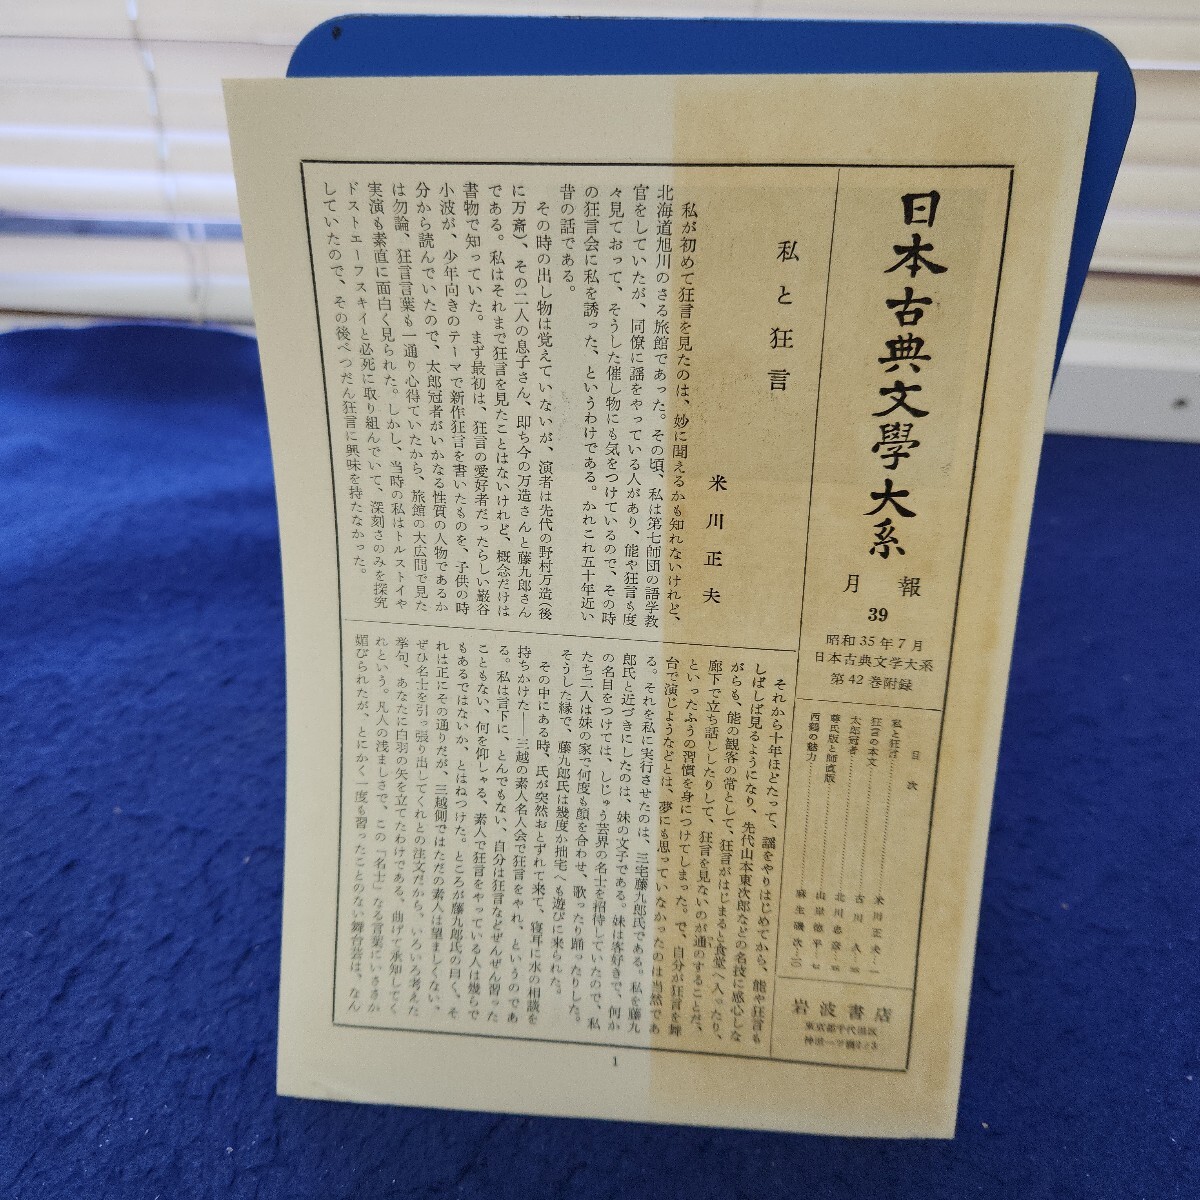 日本古典文學大系
月報
39
昭和35年7月
日本古典文学大系
第42巻附録
目次
私と狂言……米川正夫…一
狂言の本文……古川久…
太郎冠者……北川忠彦…
尊氏版と師直版……山岸徳平…七
西鶴の魅力……麻生磯次…一〇
岩波書店
東京都千代田区
神田一ツ橋2ノ3
私と狂言
米川正夫
私が初めて狂言を見たのは、妙に聞えるかも知れないけれど、
北海道旭川のさる旅館であった。その頃、私は第七師団の語学教
官をしていたが、同僚に謡をやっている人があり、能や狂言も度
々見ておって、そうした催し物にも気をつけているので、その時
の狂言会に私を誘った、というわけである。かれこれ五十年近い
昔の話である。
その時の出し物は覚えていないが、演者は先代の野村万造(後
に万斎)、その二人の息子さん、即ち今の万造さんと藤九郎さん
である。私はそれまで狂言を見たことはないけれど、概念だけは
書物で知っていた。まず最初は、狂言の愛好者だったらしい巌谷
小波が、少年向きのテーマで新作狂言を書いたものを、子供の時
分から読んでいたので、太郎冠者がいかなる性質の人物であるか
は勿論、狂言言葉も一通り心得ていたから、旅館の大広間で見た
実演も素直に面白く見られた。しかし、当時の私はトルストイや
ドストエーフスキイと必死に取り組んでいて、深刻さのみを探究
していたので、その後べつだん狂言に興味を持たなかった。
それから十年ほどたって、謡をやりはじめてから、能や狂言も
しばしば見るようになり、先代山本東次郎などの名技に感心しな
がらも、能の観客の常として、狂言がはじまると食堂へ入ったり、
廊下で立ち話ししたりして、狂言を見ないのが通のすることだ、
といったふうの習慣を身につけてしまった。で、自分が狂言を舞
台で演じようなどとは、夢にも思っていなかったのは当然であ
る。それを私に実行させたのは、三宅藤九郎氏である。私を藤九
郎氏と近づきにしたのは、妹の文子である。妹は客好きで、何か
の名目をつけては、しじゅう芸界の名士を招待していたので、私
たち二人は妹の家で何度も顔を合わせ、歌ったり踊ったりした。
そうした縁で、藤九郎氏は幾度か拙宅へも遊びに来られた。
その中にある時、氏が突然おとずれて来て、寝耳に水の相談を
持ちかけた——三越の素人名人会で狂言をやれ、というのであ
る。私は言下に、とんでもない、自分は狂言などぜんぜん習った
こともない、何を仰しゃる、素人で狂言をやっている人は幾らで
もあるではないか、とはねつけた。ところが藤九郎氏の曰く、そ
れは正にその通りだが、三越側ではただの素人は望ましくない、
ぜひ名士を引っ張り出してくれとの注文だから、いろいろ考えた
挙句、あなたに白羽の矢を立てたわけである、曲げて承知してく
れという。凡人の浅ましさで、この「名士」なる言葉にいささか
媚びられたが、とにかく一度も習ったことのない舞台芸は、なん
1